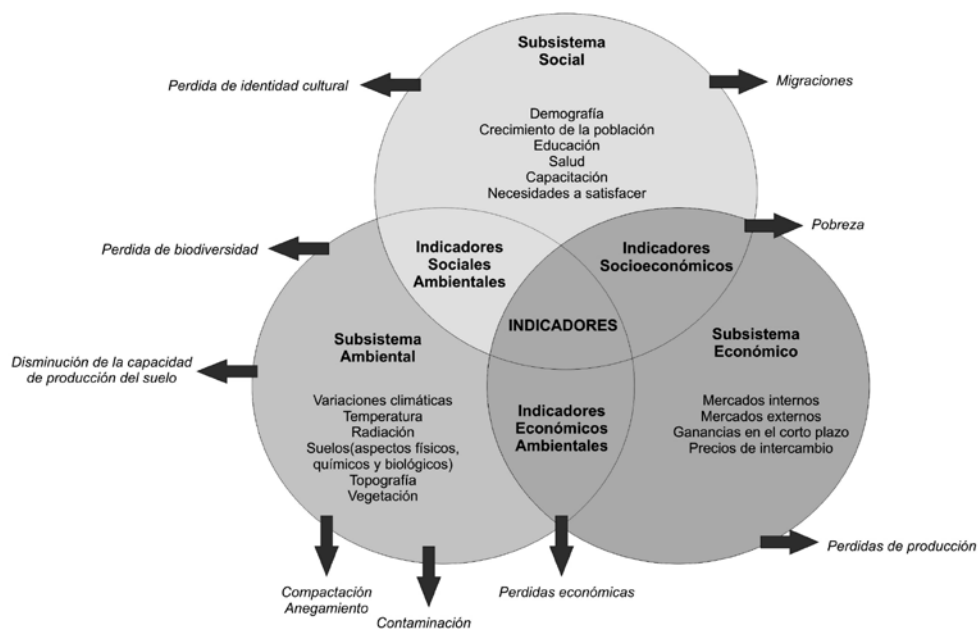 Subsistema
Social
Perdida de identidad cultural
Migraciones
Demografía
Crecimiento de la población
Educación
Salud
Capacitación
Necesidades a satisfacer
Perdida de biodiversidad
Pobreza
Indicadores
Sociales
Ambientales
Indicadores
Socioeconómicos
INDICADORES
Subsistema
Ambiental
Subsistema
Económico
Disminución de la capacidad
de producción del suelo
Variaciones climáticas
Temperatura
Radiación
Suelos(aspectos físicos,
químicos y biológicos)
Topografía
Vegetación
Indicadores
Económicos
Ambientales
Mercados internos
Mercados externos
Ganancias en el corto plazo
Precios de intercambio
Perdidas de producción
Compactación
Anegamiento
Contaminación
Perdidas económicas